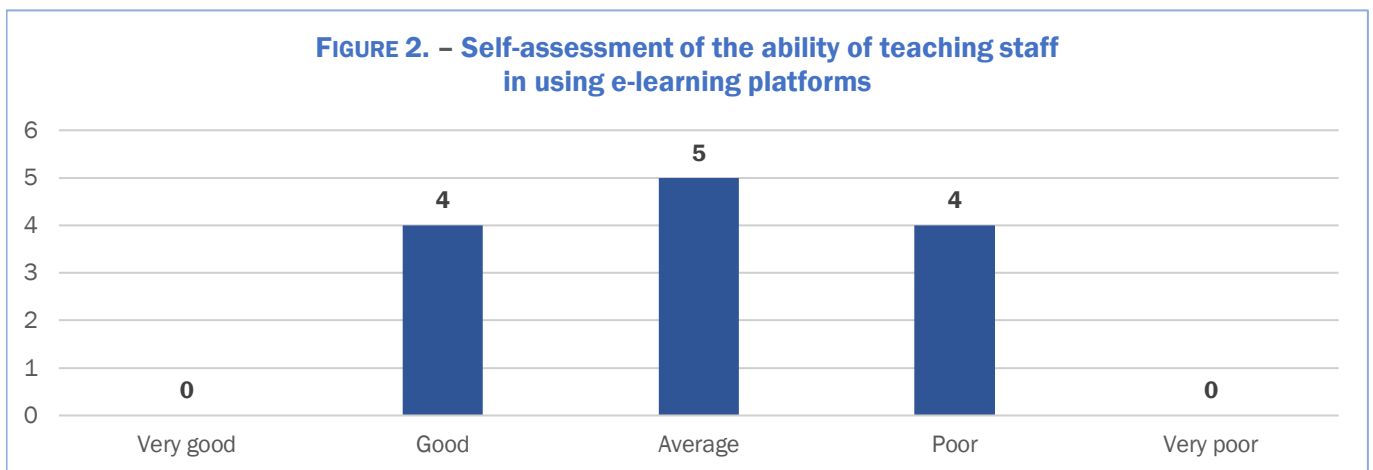 FIGURE 2. – Self-assessment of the ability of teaching staff
in using e-learning platforms
6
5
4
3
2
1
0
0
4
5
4
0
Very good
Good
Average
Poor
Very poor